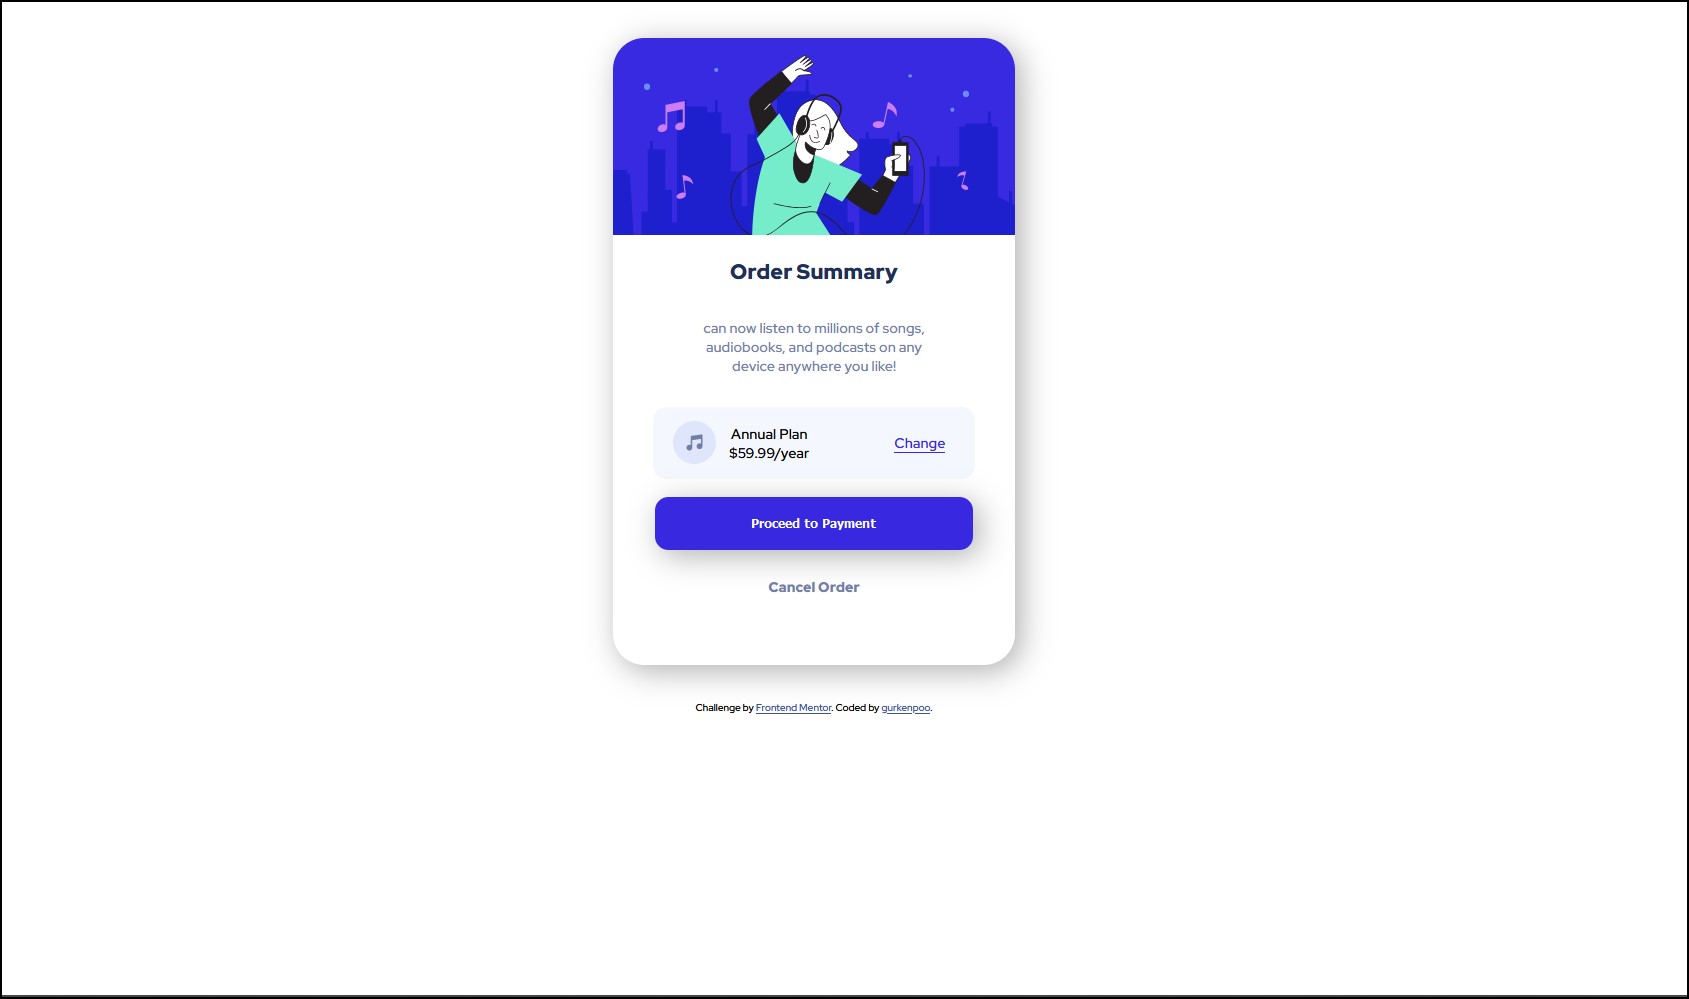 Order Summary
can now listen to millions of songs,
audiobooks, and podcasts on any
device anywhere you like!
Annual Plan
$59.99/year
Change
Proceed to Payment
Cancel Order
Challenge by Frontend Mentor. Coded by gurkenpoo.